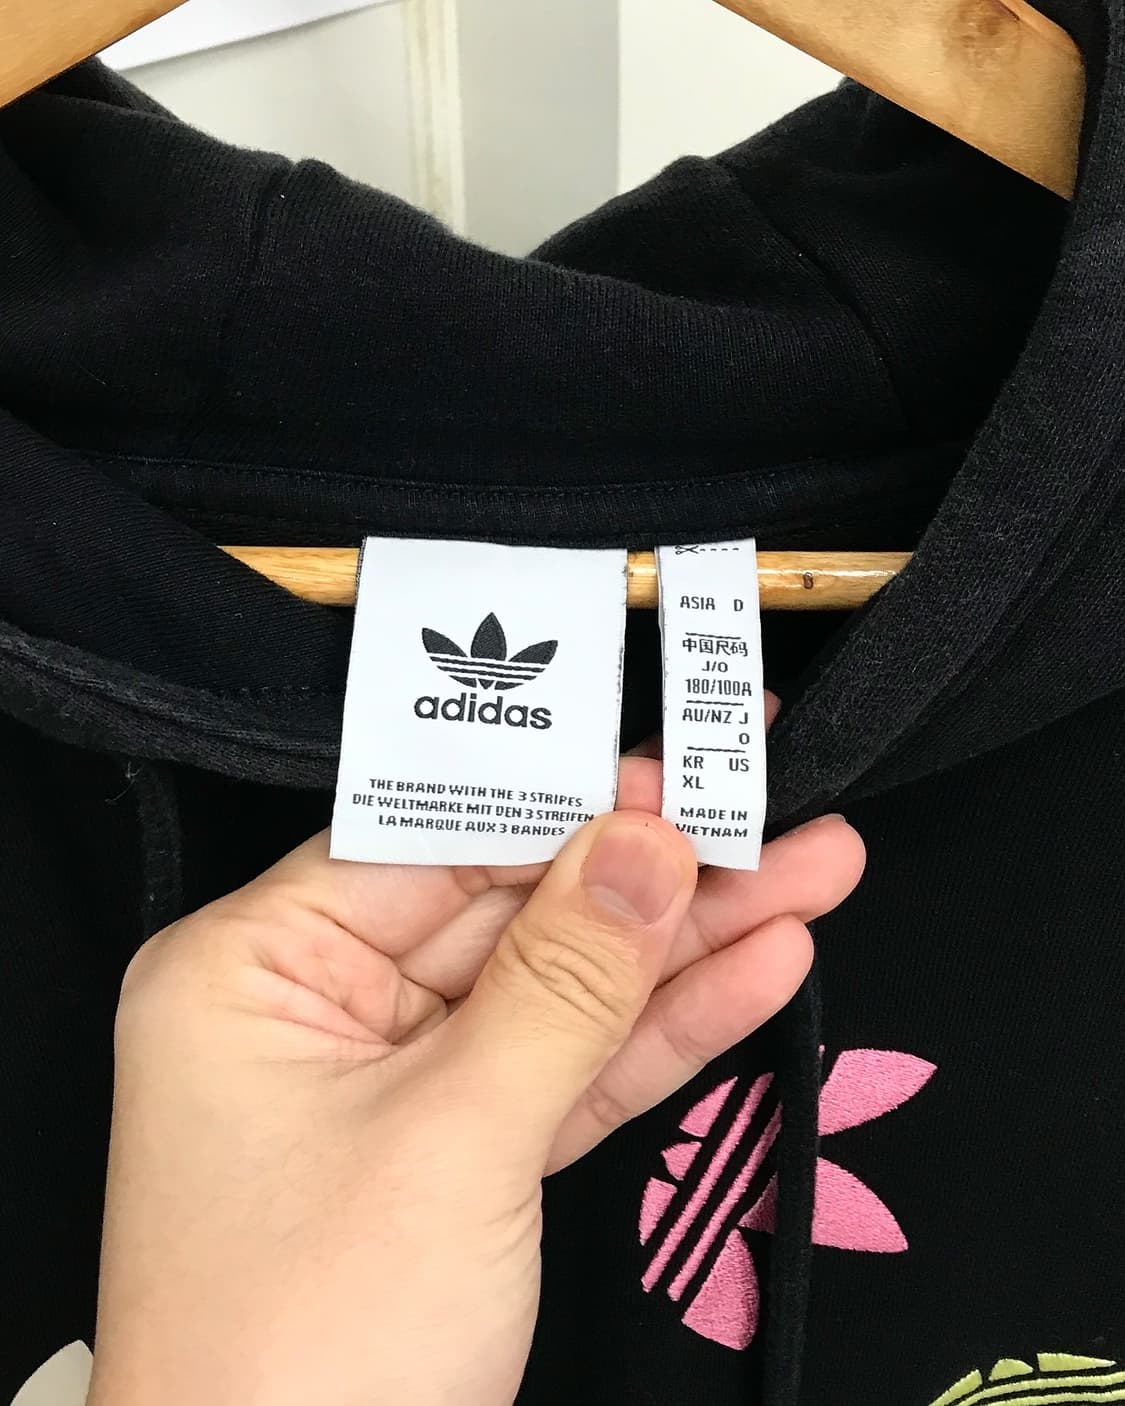 adidas
THE BRAND WITH THE 3 STRIPES
DIE WELTMARKE MIT DEN 3 STREIFEN
LA MARQUE AUX 3 BANDES
ASIA D
中国尺码
J/O
180/100A
AU/NZ J
O
KR US
XL
MADE IN
VIETNAM